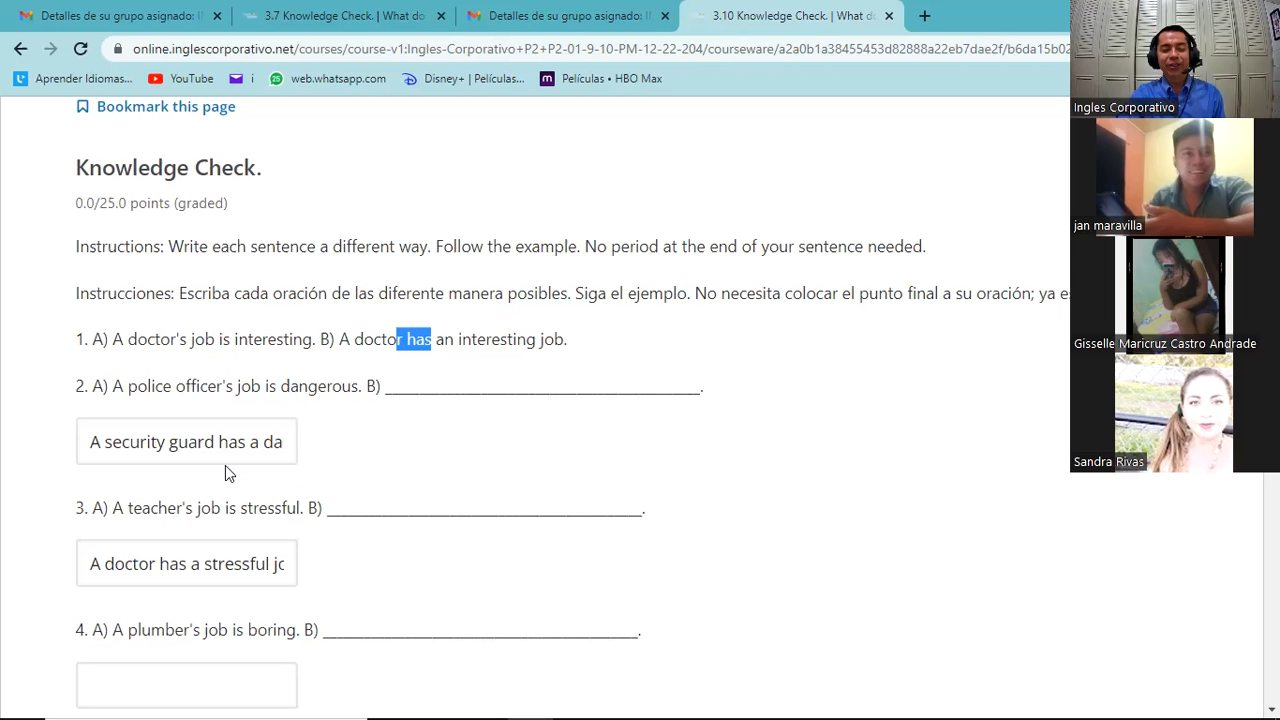 Detalles de su grupo asignado: I
3.7 Knowledge Check. | What do
Detalles de su grupo asignado: I
3.10 Knowledge Check. | What d
online.inglescorporativo.net/courses/course-v1:Ingles-Corporativo+P2+P2-01-9-10-PM-12-22-204/courseware/
Aprender Idiomas...
YouTube
i
web.whatsapp.com
Disney+ | Películas...
Películas • HBO Max
Bookmark this page
Knowledge Check.
0.0/25.0 points (graded)
Instructions: Write each sentence a different way. Follow the example. No period at the end of your sentence needed.
Instrucciones: Escriba cada oración de las diferente manera posibles. Siga el ejemplo. No necesita colocar el punto final a su oración; ya es
1. A) A doctor's job is interesting. B) A doctor has an interesting job.
2. A) A police officer's job is dangerous. B) ___________________________________.
A security guard has a da
3. A) A teacher's job is stressful. B) ___________________________________.
A doctor has a stressful jo
4. A) A plumber's job is boring. B) ___________________________________.
Ingles Corporativo
jan maravilla
Gisselle Maricruz Castro Andrade
Sandra Rivas